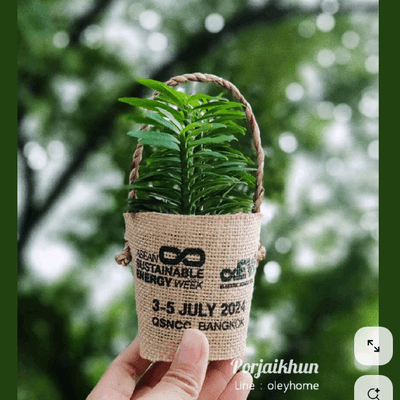 ASEAN
SUSTAINABLE
ENERGY WEEK
3-5 JULY 2024
QSNCC, BANGKOK
Porjaikhun
Line : oleyhome